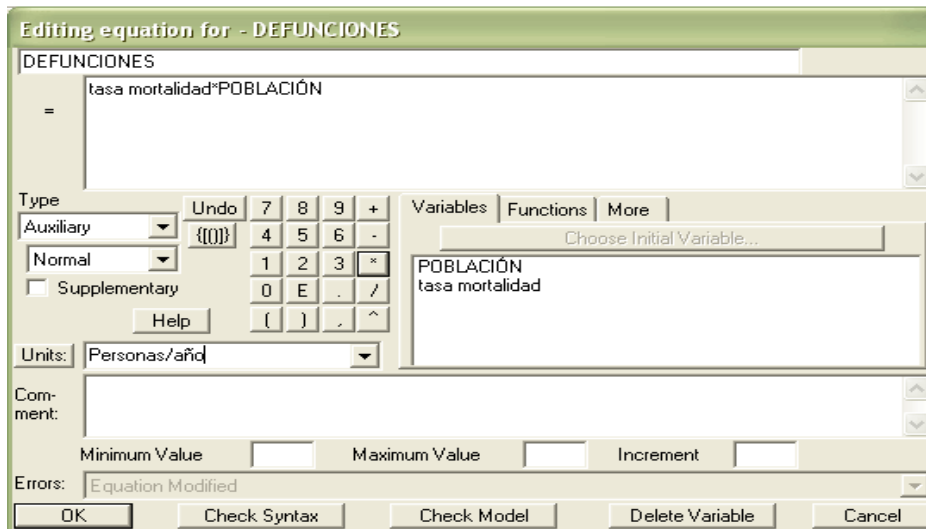 Editing equation for - DEFUNCIONES
DEFUNCIONES
= tasa mortalidad*POBLACIÓN
Type
Auxiliary
Normal
Supplementary
Help
Undo 7 8 9 +
{[()]} 4 5 6 -
1 2 3 *
0 E . /
( ) , ^
Variables Functions More
Choose Initial Variable...
POBLACIÓN
tasa mortalidad
Units: Personas/año
Com-
ment:
Minimum Value Maximum Value Increment
Errors: Equation Modified
OK Check Syntax Check Model Delete Variable Cancel